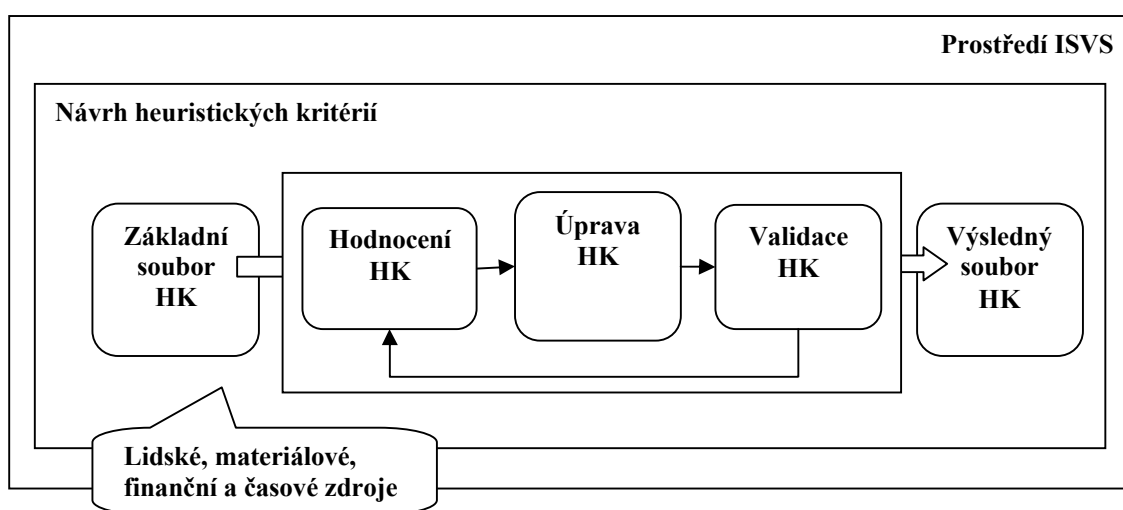 Prostředí ISVS
Návrh heuristických kritérií
Základní
soubor
HK
Hodnocení
HK
Úprava
HK
Validace
HK
Výsledný
soubor
HK
Lidské, materiálové,
finanční a časové zdroje